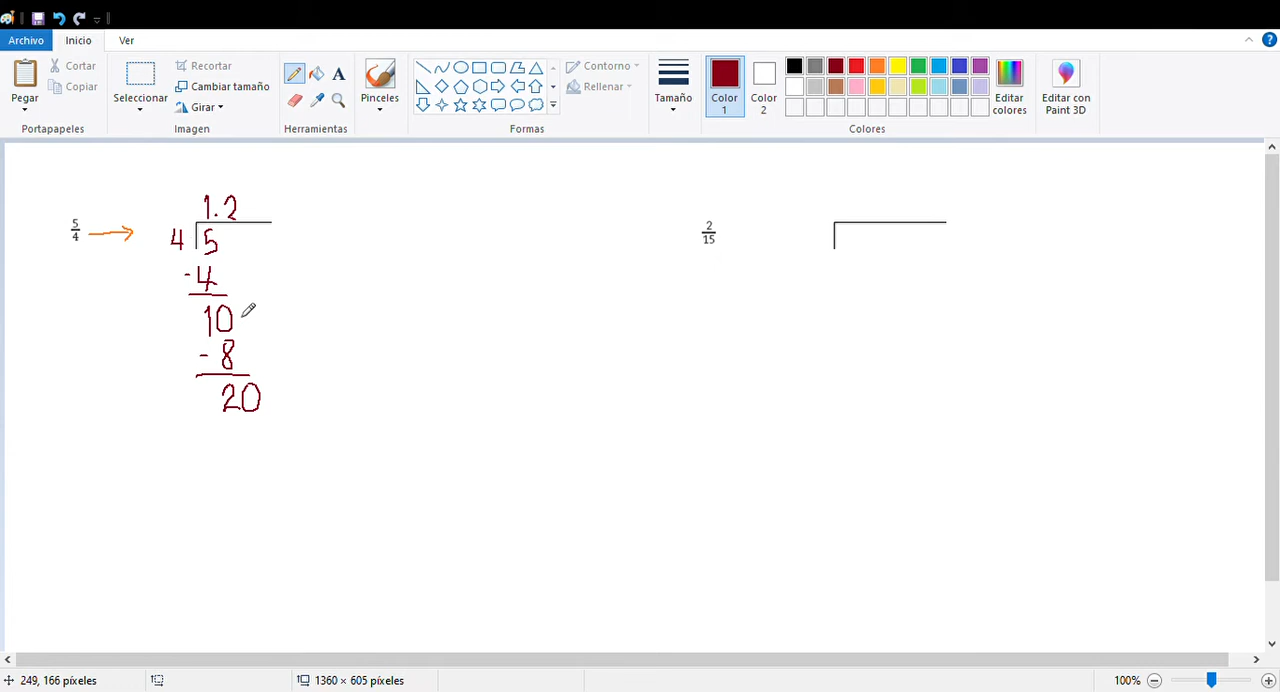 Archivo Inicio Ver
Pegar
Cortar
Copiar
Portapapeles
Seleccionar
Recortar
Cambiar tamaño
Girar
Imagen
A
Herramientas
Pinceles
Contorno
Rellenar
Formas
Tamaño
Color 1
Color 2
Editar colores
Colores
Editar con Paint 3D
1.2
5/4
4 5
-4
10
-8
20
2/15
249, 166 píxeles
1360 × 605 píxeles
100%